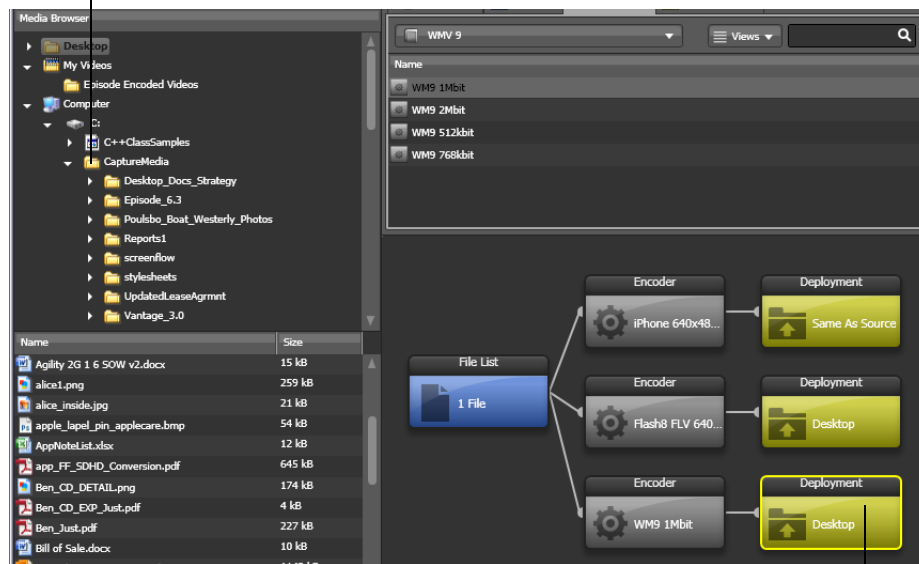 Media Browser
Desktop
My Videos
Episode Encoded Videos
Computer
C:
C++ClassSamples
CaptureMedia
Desktop_Docs_Strategy
Episode_6.3
Poulsbo_Boat_Westerly_Photos
Reports1
screenflow
stylesheets
UpdatedLeaseAgrmnt
Vantage_3.0
Name Size
Agility 2G 1 6 SOW v2.docx 15 kB
alice1.png 259 kB
alice_inside.jpg 21 kB
apple_lapel_pin_applecare.bmp 54 kB
AppNoteList.xlsx 12 kB
app_FF_SDHD_Conversion.pdf 645 kB
Ben_CD_DETAIL.png 174 kB
Ben_CD_EXP_Just.pdf 4 kB
Ben_Just.pdf 227 kB
Bill of Sale.docx 10 kB
WMV 9
Views
Name
WM9 1Mbit
WM9 2Mbit
WM9 512kbit
WM9 768kbit
File List
1 File
Encoder
iPhone 640x48...
Deployment
Same As Source
Encoder
Flash8 FLV 640...
Deployment
Desktop
Encoder
WM9 1Mbit
Deployment
Desktop